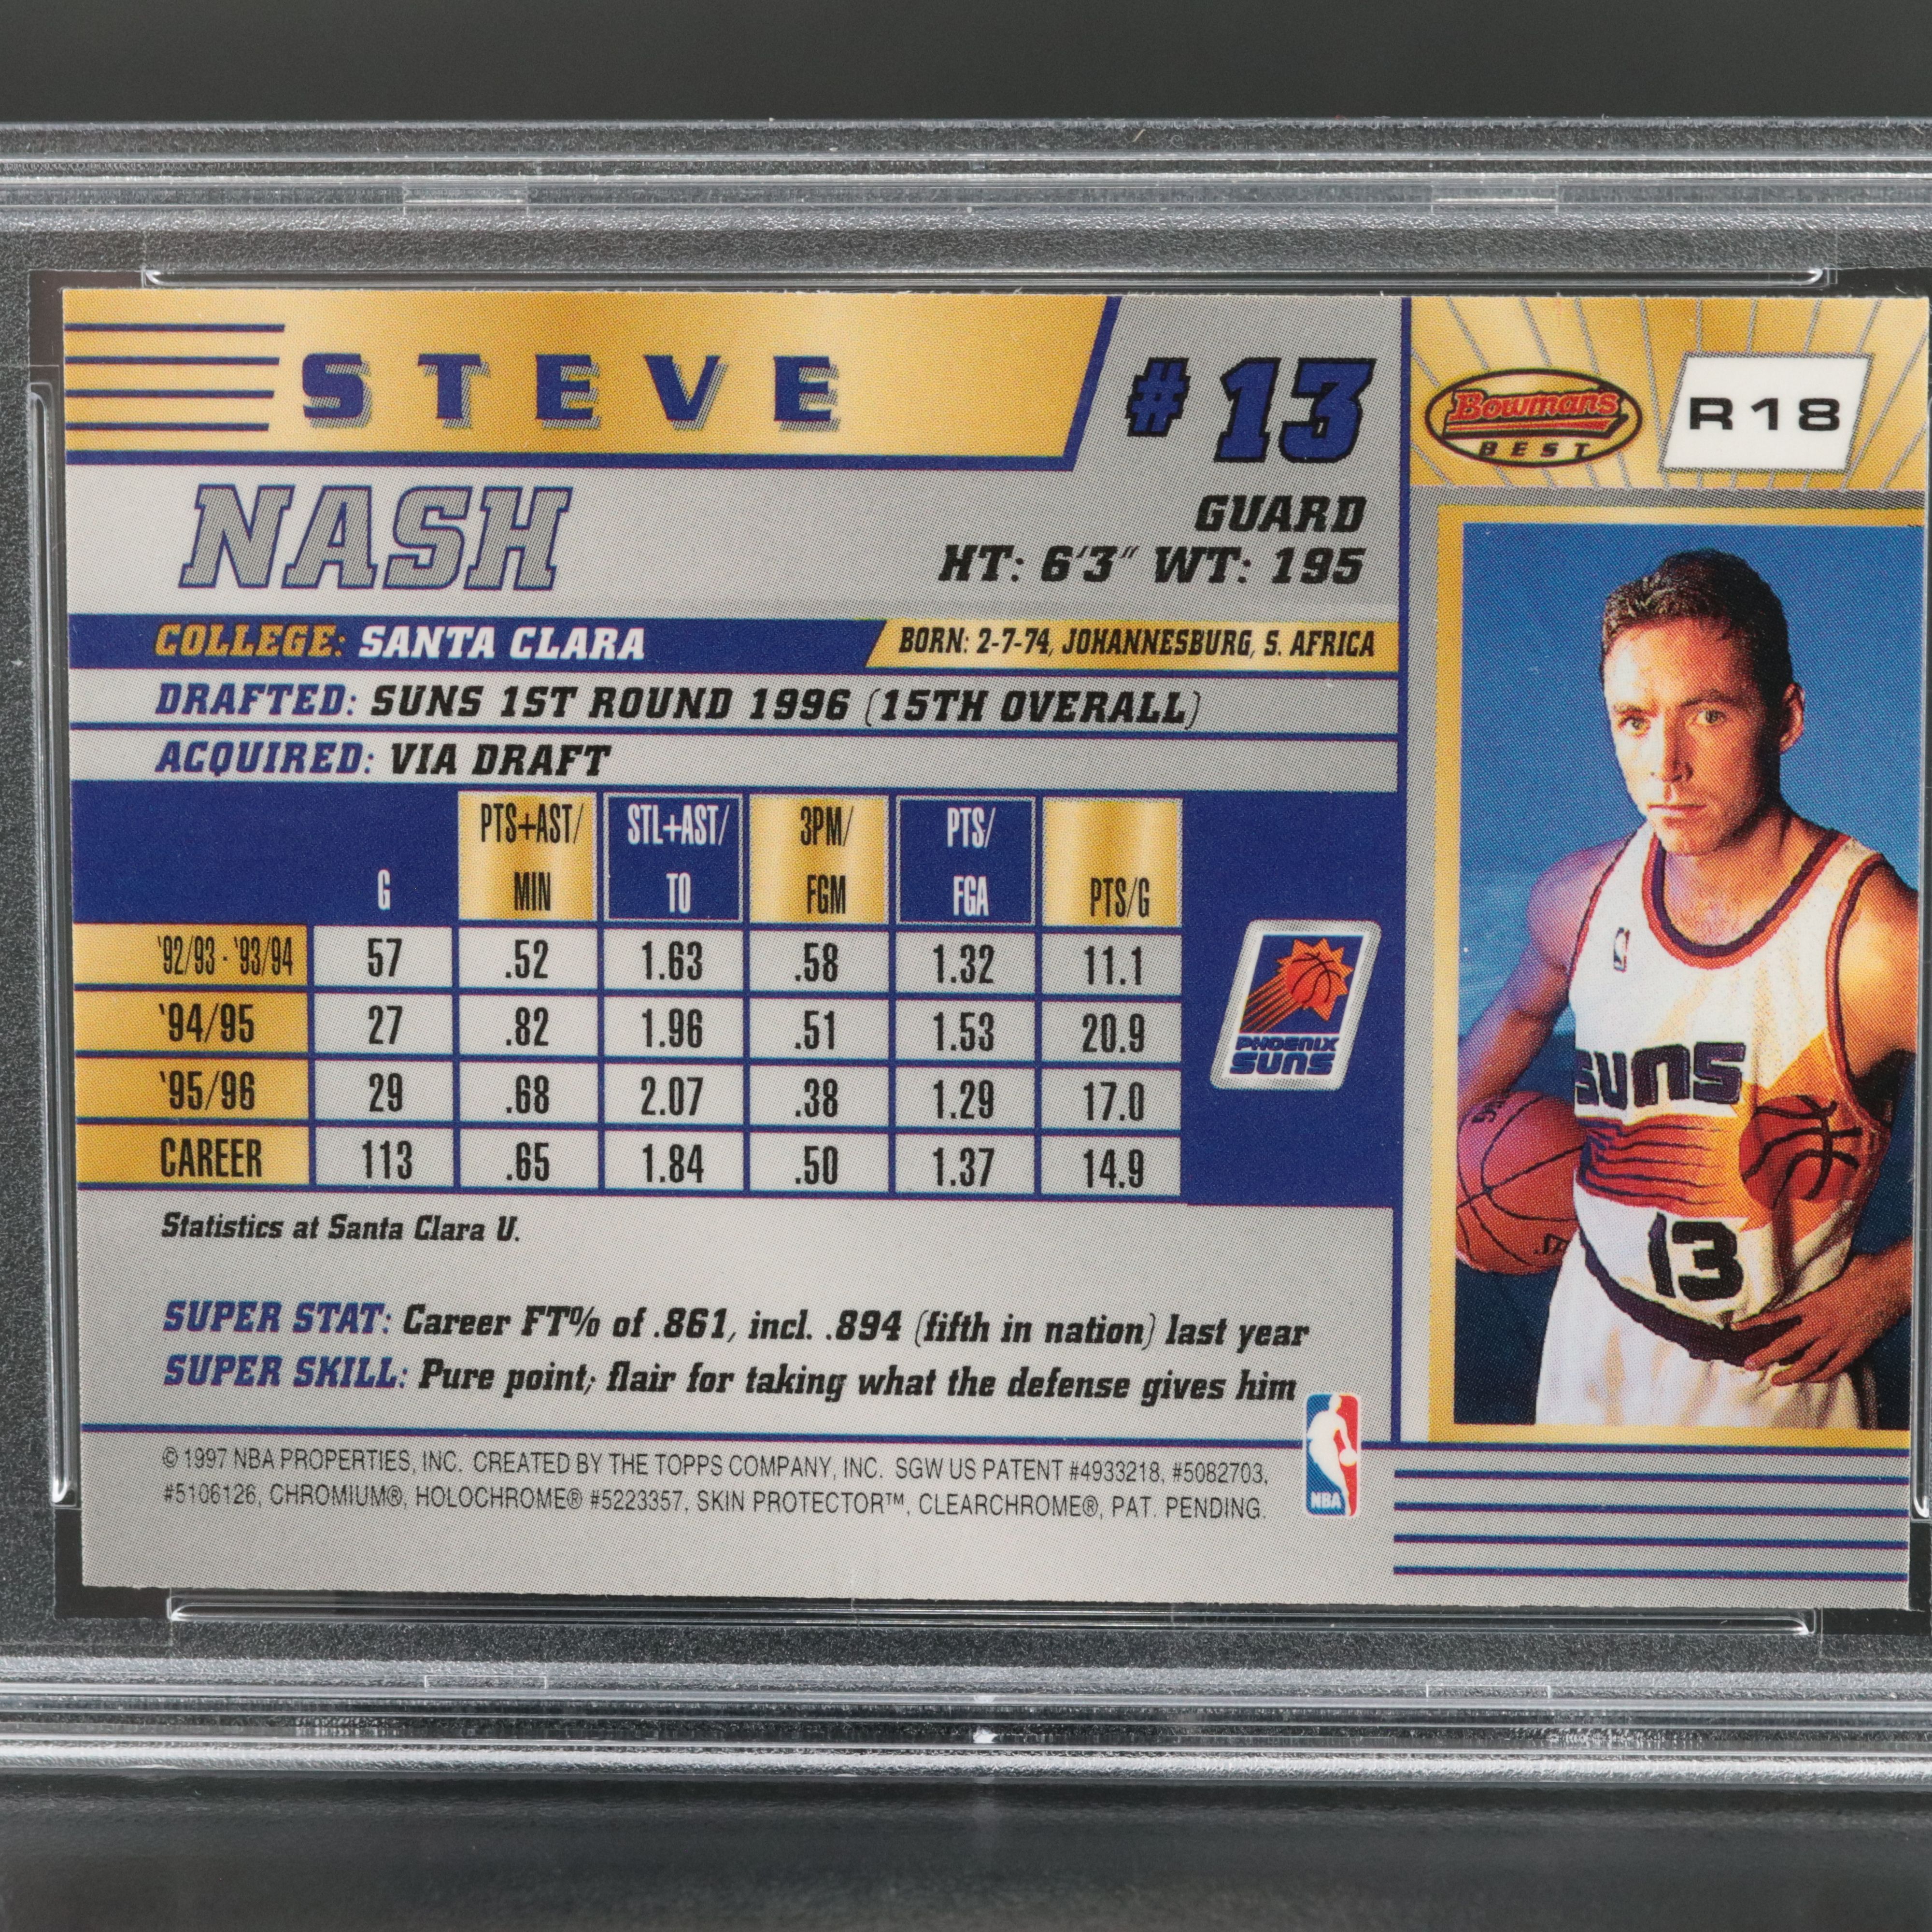 STEVE
NASH
# 13
GUARD
HT: 6'3" WT: 195
Bowmans
BEST
R18
COLLEGE: SANTA CLARA
BORN: 2-7-74, JOHANNESBURG, S. AFRICA
DRAFTED: SUNS 1ST ROUND 1996 (15TH OVERALL)
ACQUIRED: VIA DRAFT
G PTS+AST/MIN STL+AST/TO 3PM/FGM PTS/FGA PTS/G
'92/93 - '93/94 57 .52 1.63 .58 1.32 11.1
'94/95 27 .82 1.96 .51 1.53 20.9
'95/96 29 .68 2.07 .38 1.29 17.0
CAREER 113 .65 1.84 .50 1.37 14.9
PHOENIX
SUNS
Statistics at Santa Clara U.
SUPER STAT: Career FT% of .861, incl. .894 (fifth in nation) last year
SUPER SKILL: Pure point; flair for taking what the defense gives him
© 1997 NBA PROPERTIES, INC. CREATED BY THE TOPPS COMPANY, INC. SGW US PATENT #4933218, #5082703,
#5106126, CHROMIUM®, HOLOCHROME® #5223357, SKIN PROTECTOR™, CLEARCHROME®, PAT. PENDING.
NBA
SUNS
13